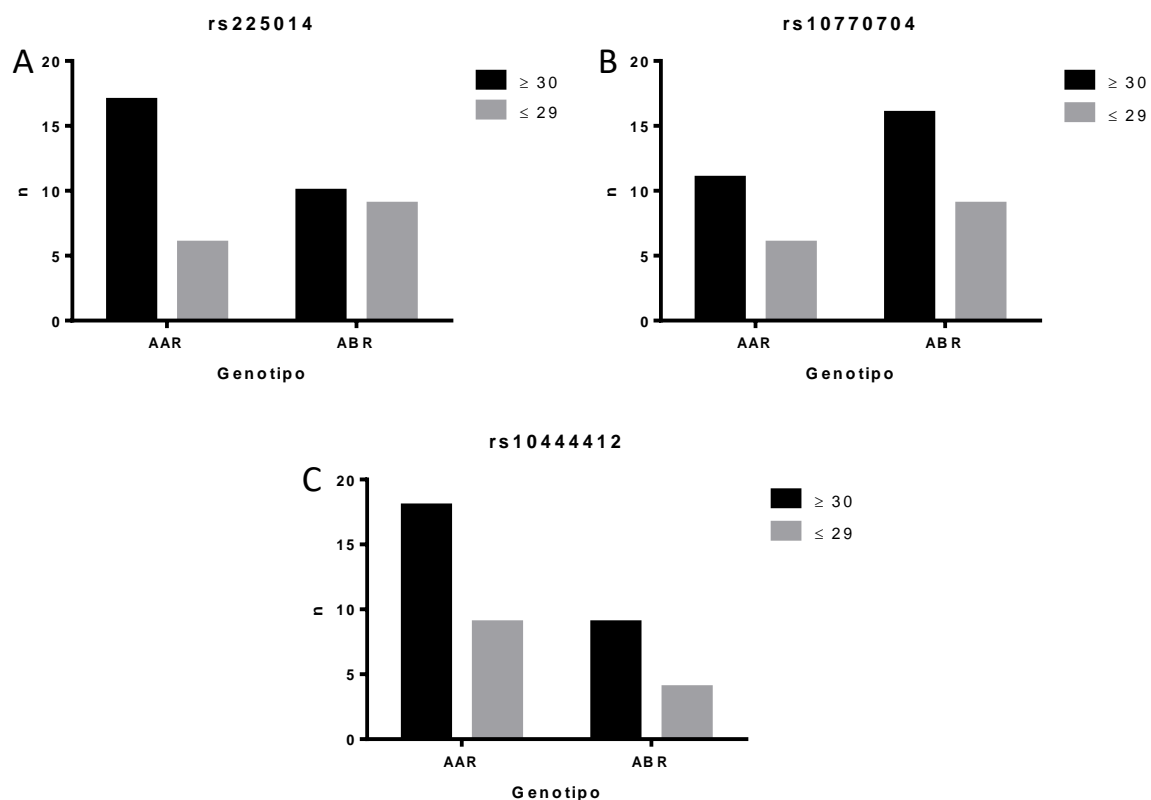 rs225014
A
20
15
10
5
0
n
AAR
ABR
Genotipo
≥ 30
≤ 29
rs10770704
B
20
15
10
5
0
n
AAR
ABR
Genotipo
≥ 30
≤ 29
rs10444412
C
20
15
10
5
0
n
AAR
ABR
Genotipo
≥ 30
≤ 29